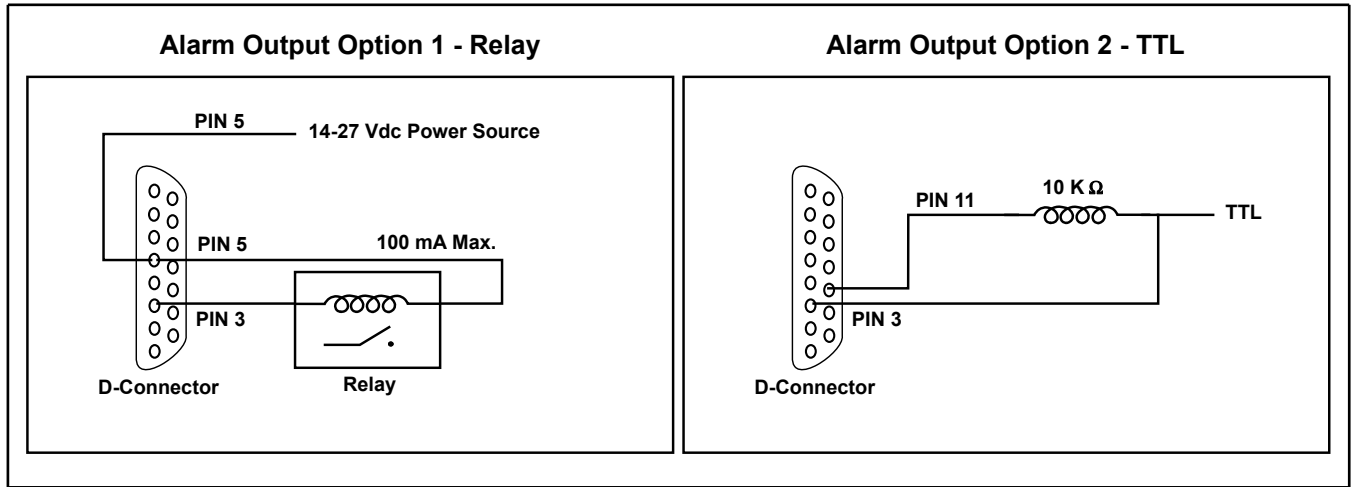 Alarm Output Option 1 - Relay
PIN 5
14-27 Vdc Power Source
PIN 5
100 mA Max.
PIN 3
D-Connector
Relay
Alarm Output Option 2 - TTL
10 K Ω
PIN 11
TTL
PIN 3
D-Connector